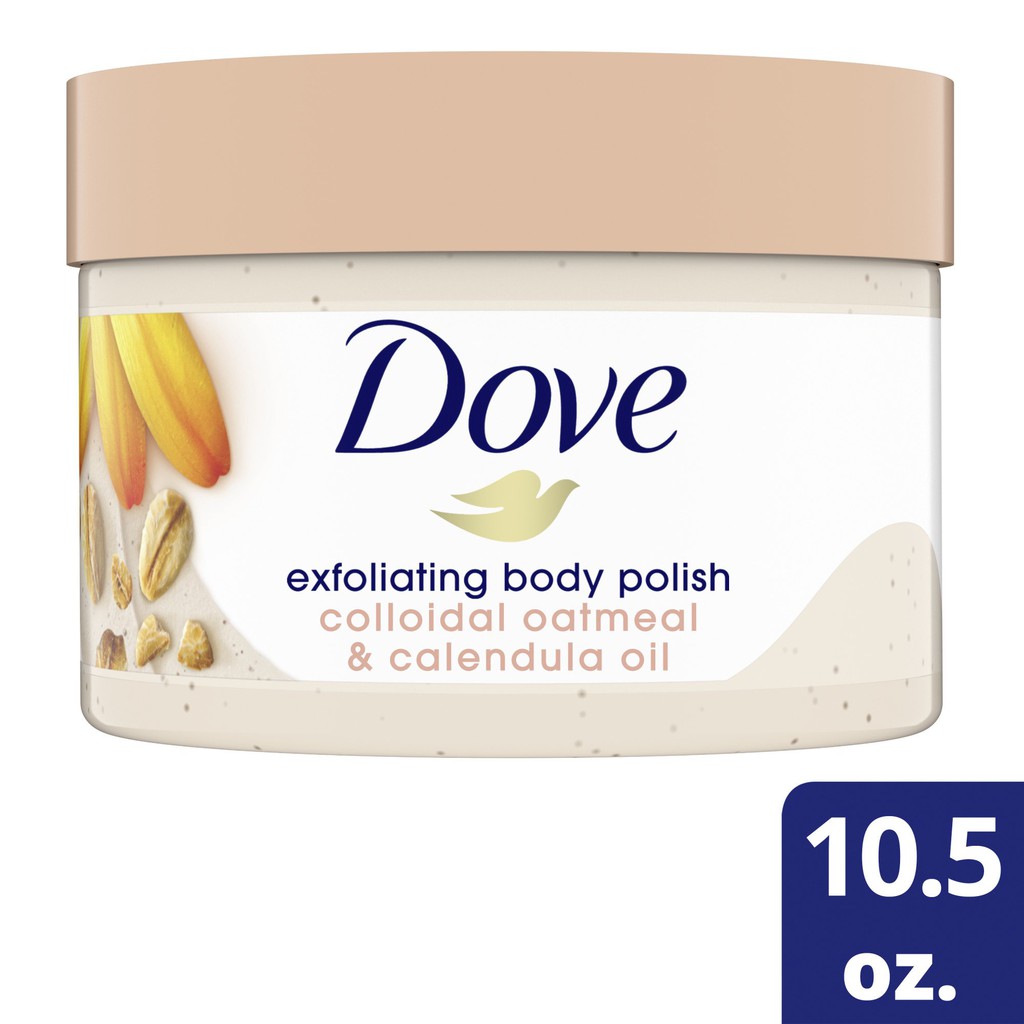 Dove
exfoliating body polish
colloidal oatmeal
& calendula oil
10.5
oz.